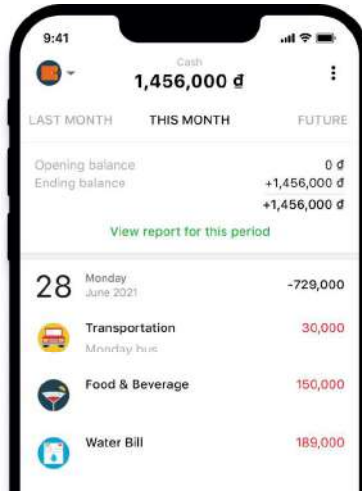 9:41
Cash
1,456,000 ₫
LAST MONTH THIS MONTH FUTURE
Opening balance 0 ₫
Ending balance +1,456,000 ₫
+1,456,000 ₫
View report for this period
28 Monday -729,000
June 2021
Transportation 30,000
Monday bus
Food & Beverage 150,000
Water Bill 189,000